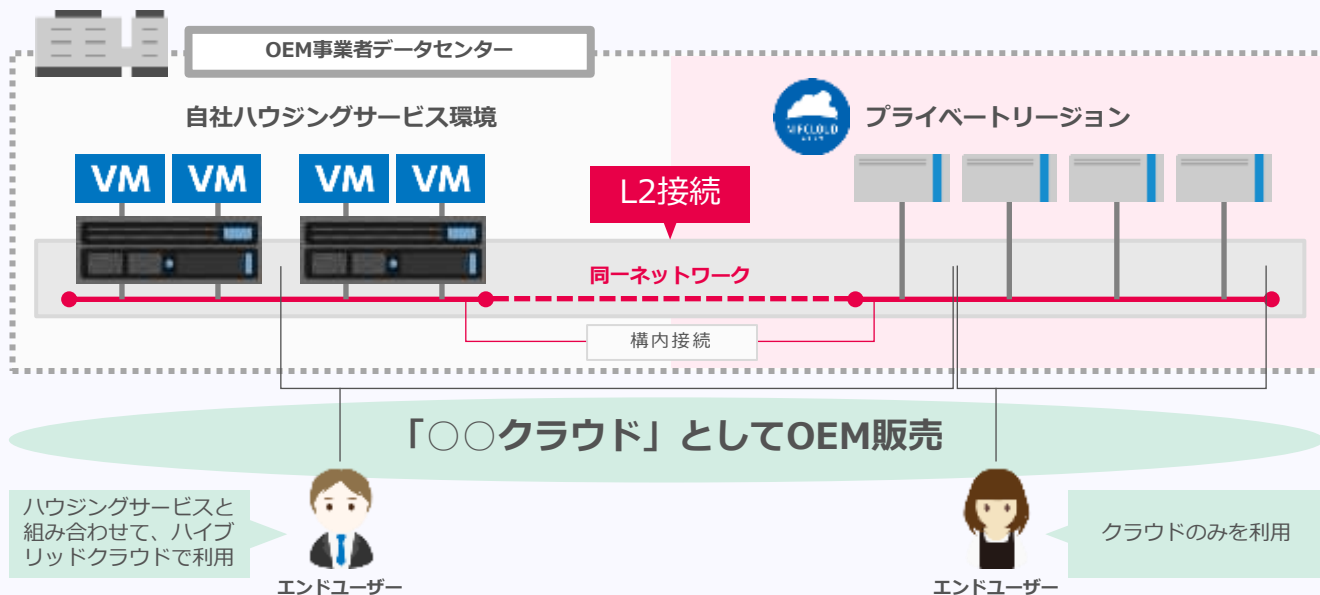 OEM事業者データセンター
自社ハウジングサービス環境
プライベートリージョン
NIFCLOUD
VM
VM
VM
VM
L2接続
同一ネットワーク
構内接続
「○○クラウド」としてOEM販売
ハウジングサービスと
組み合わせて、ハイブ
リッドクラウドで利用
クラウドのみを利用
エンドユーザー
エンドユーザー